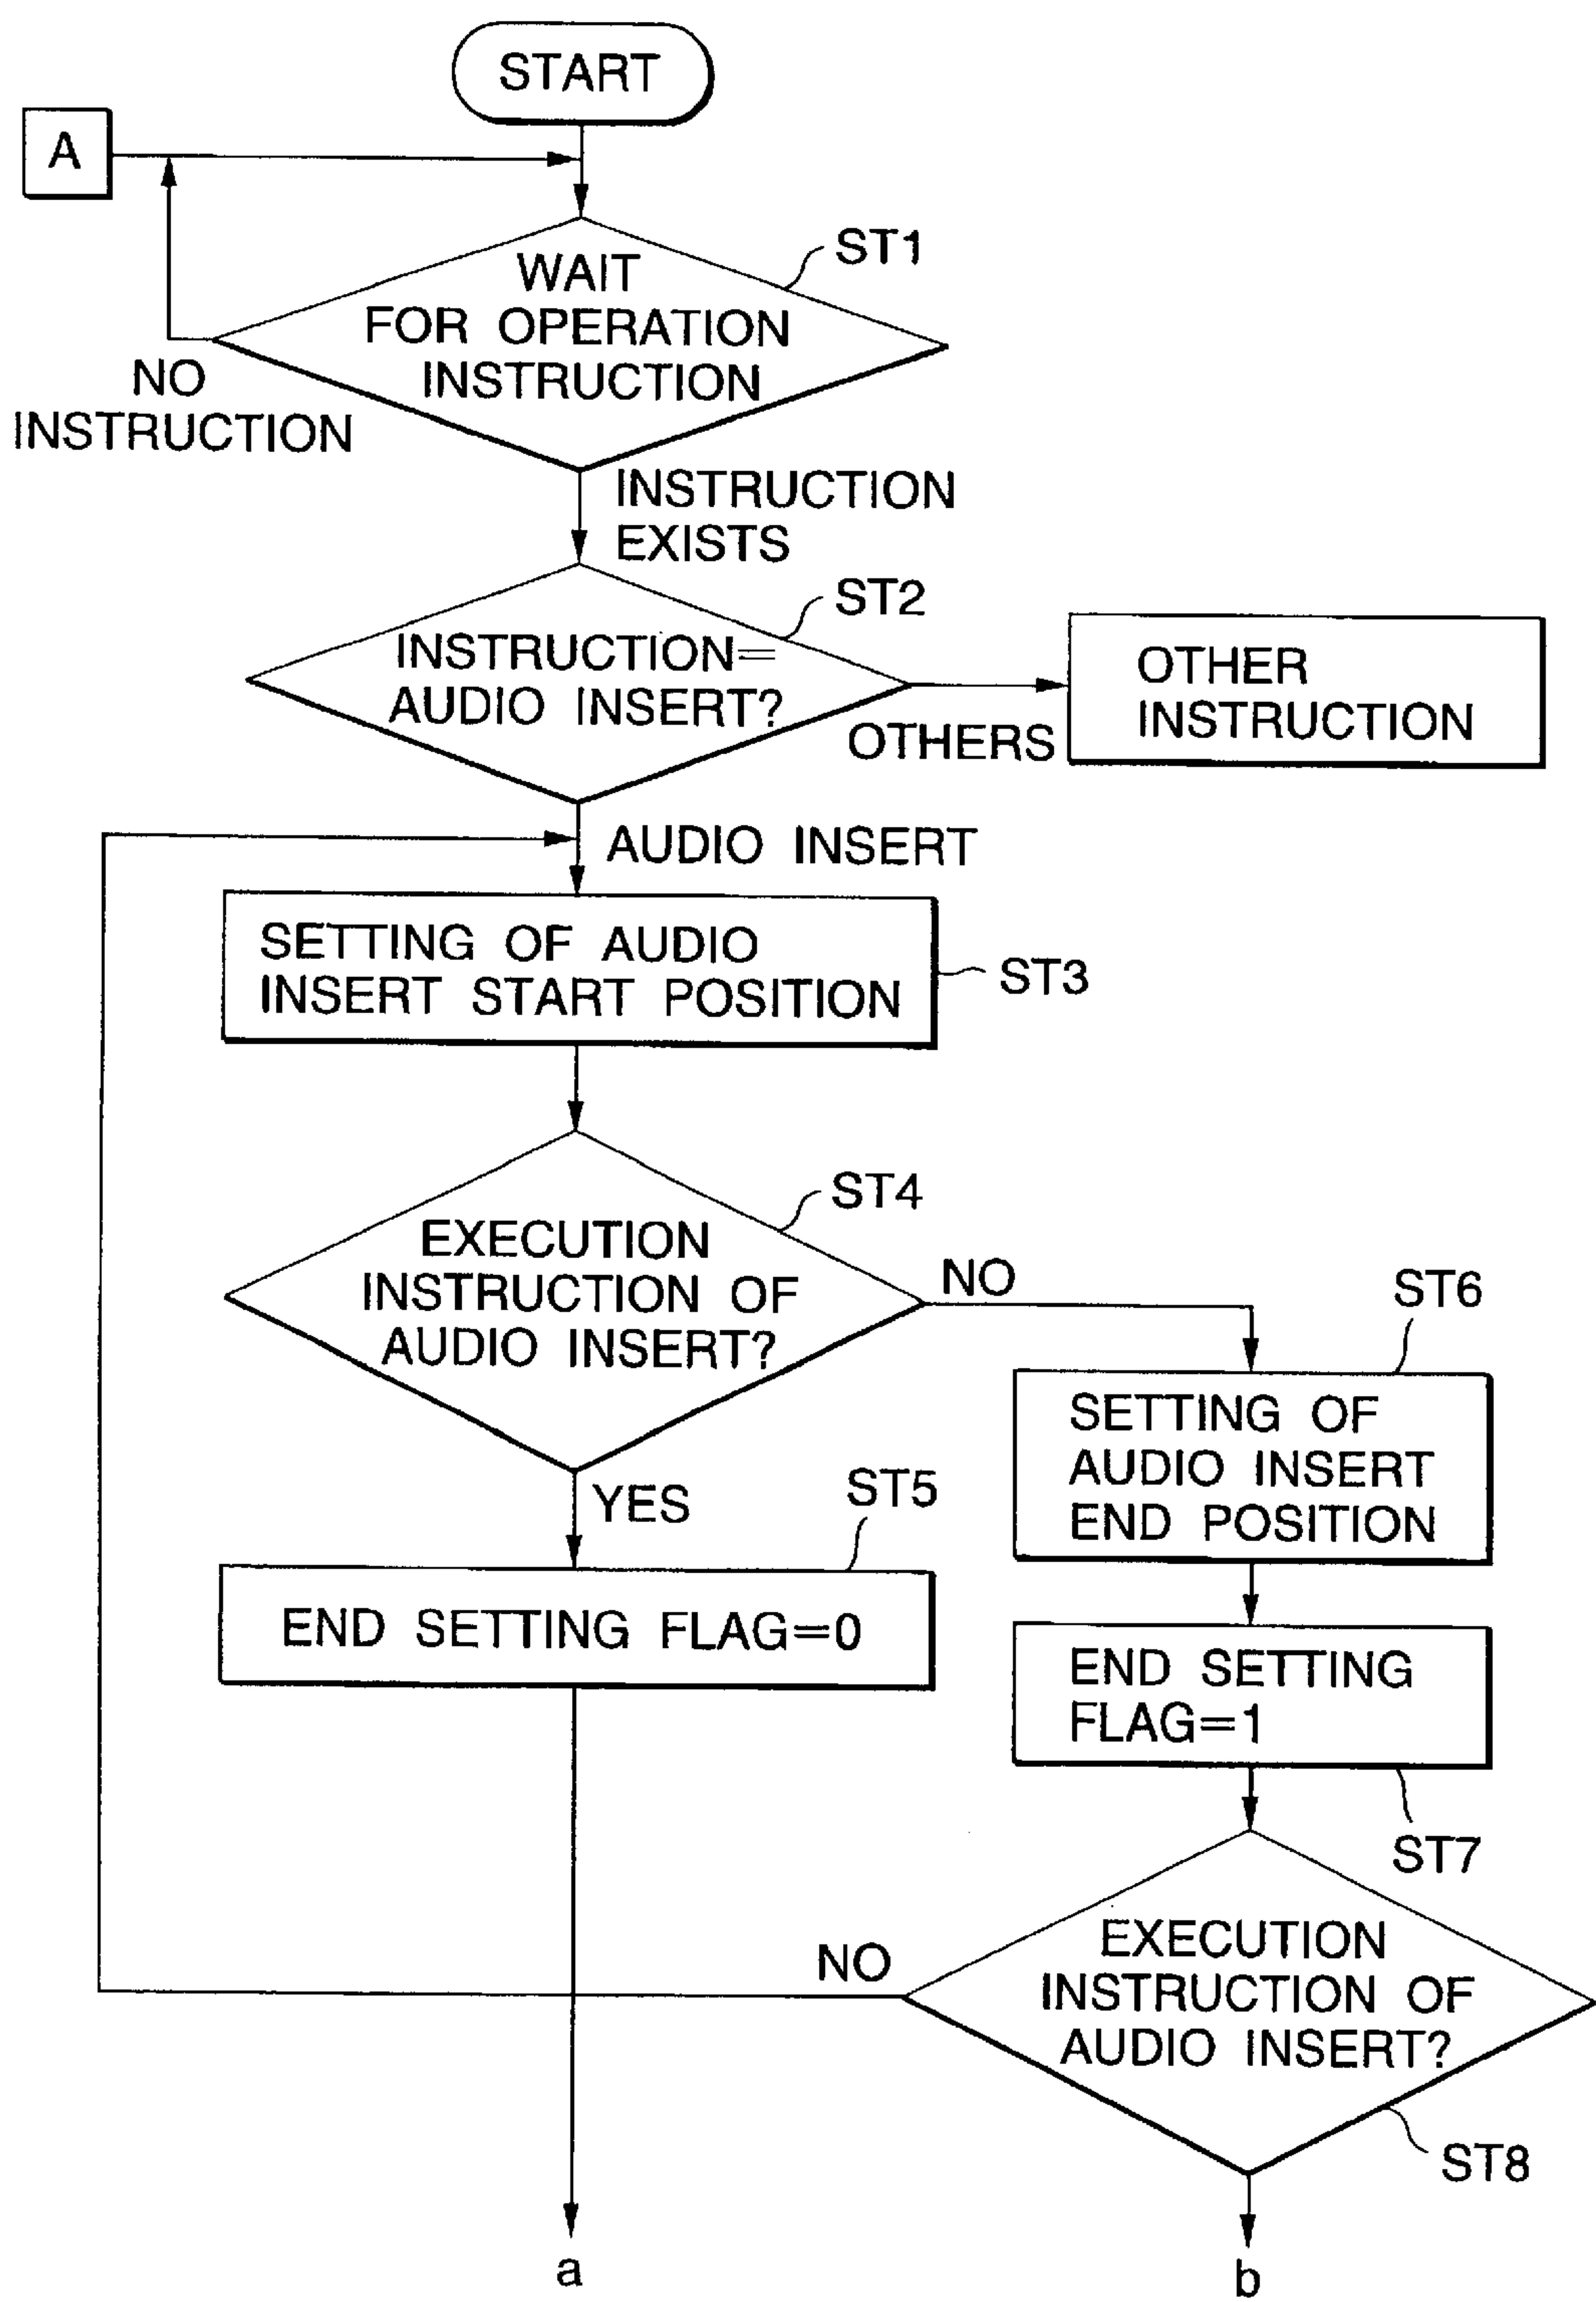 START
A
ST1
WAIT
FOR OPERATION
INSTRUCTION
NO
INSTRUCTION
INSTRUCTION
EXISTS
ST2
INSTRUCTION=
AUDIO INSERT?
OTHERS
OTHER
INSTRUCTION
AUDIO INSERT
SETTING OF AUDIO
INSERT START POSITION
ST3
ST4
EXECUTION
INSTRUCTION OF
AUDIO INSERT?
NO
YES
ST5
END SETTING FLAG=0
ST6
SETTING OF
AUDIO INSERT
END POSITION
END SETTING
FLAG=1
ST7
EXECUTION
INSTRUCTION OF
AUDIO INSERT?
NO
ST8
a
b